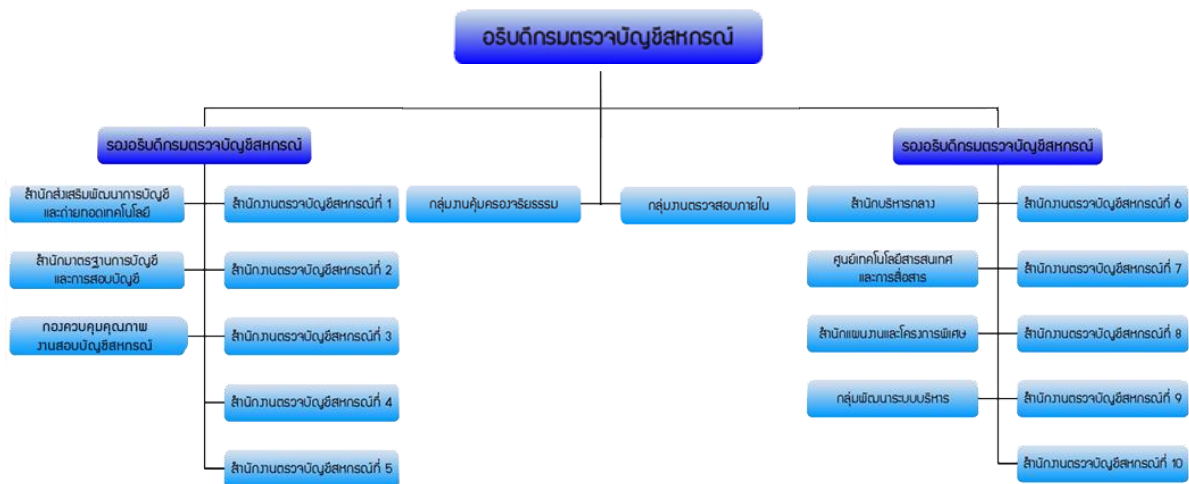 อธิบดีกรมตรวจบัญชีสหกรณ์
รองอธิบดีกรมตรวจบัญชีสหกรณ์
สำนักส่งเสริมพัฒนาการบัญชี
และถ่ายทอดเทคโนโลยี
สำนักงานตรวจบัญชีสหกรณ์ที่ 1
สำนักมาตรฐานการบัญชี
และการสอบบัญชี
สำนักงานตรวจบัญชีสหกรณ์ที่ 2
กองควบคุมคุณภาพ
งานสอบบัญชีสหกรณ์
สำนักงานตรวจบัญชีสหกรณ์ที่ 3
สำนักงานตรวจบัญชีสหกรณ์ที่ 4
สำนักงานตรวจบัญชีสหกรณ์ที่ 5
กลุ่มงานคุ้มครองจริยธรรม
กลุ่มงานตรวจสอบภายใน
รองอธิบดีกรมตรวจบัญชีสหกรณ์
สำนักบริหารกลาง
สำนักงานตรวจบัญชีสหกรณ์ที่ 6
ศูนย์เทคโนโลยีสารสนเทศ
และการสื่อสาร
สำนักงานตรวจบัญชีสหกรณ์ที่ 7
สำนักแผนงานและโครงการพิเศษ
สำนักงานตรวจบัญชีสหกรณ์ที่ 8
กลุ่มพัฒนาระบบบริหาร
สำนักงานตรวจบัญชีสหกรณ์ที่ 9
สำนักงานตรวจบัญชีสหกรณ์ที่ 10